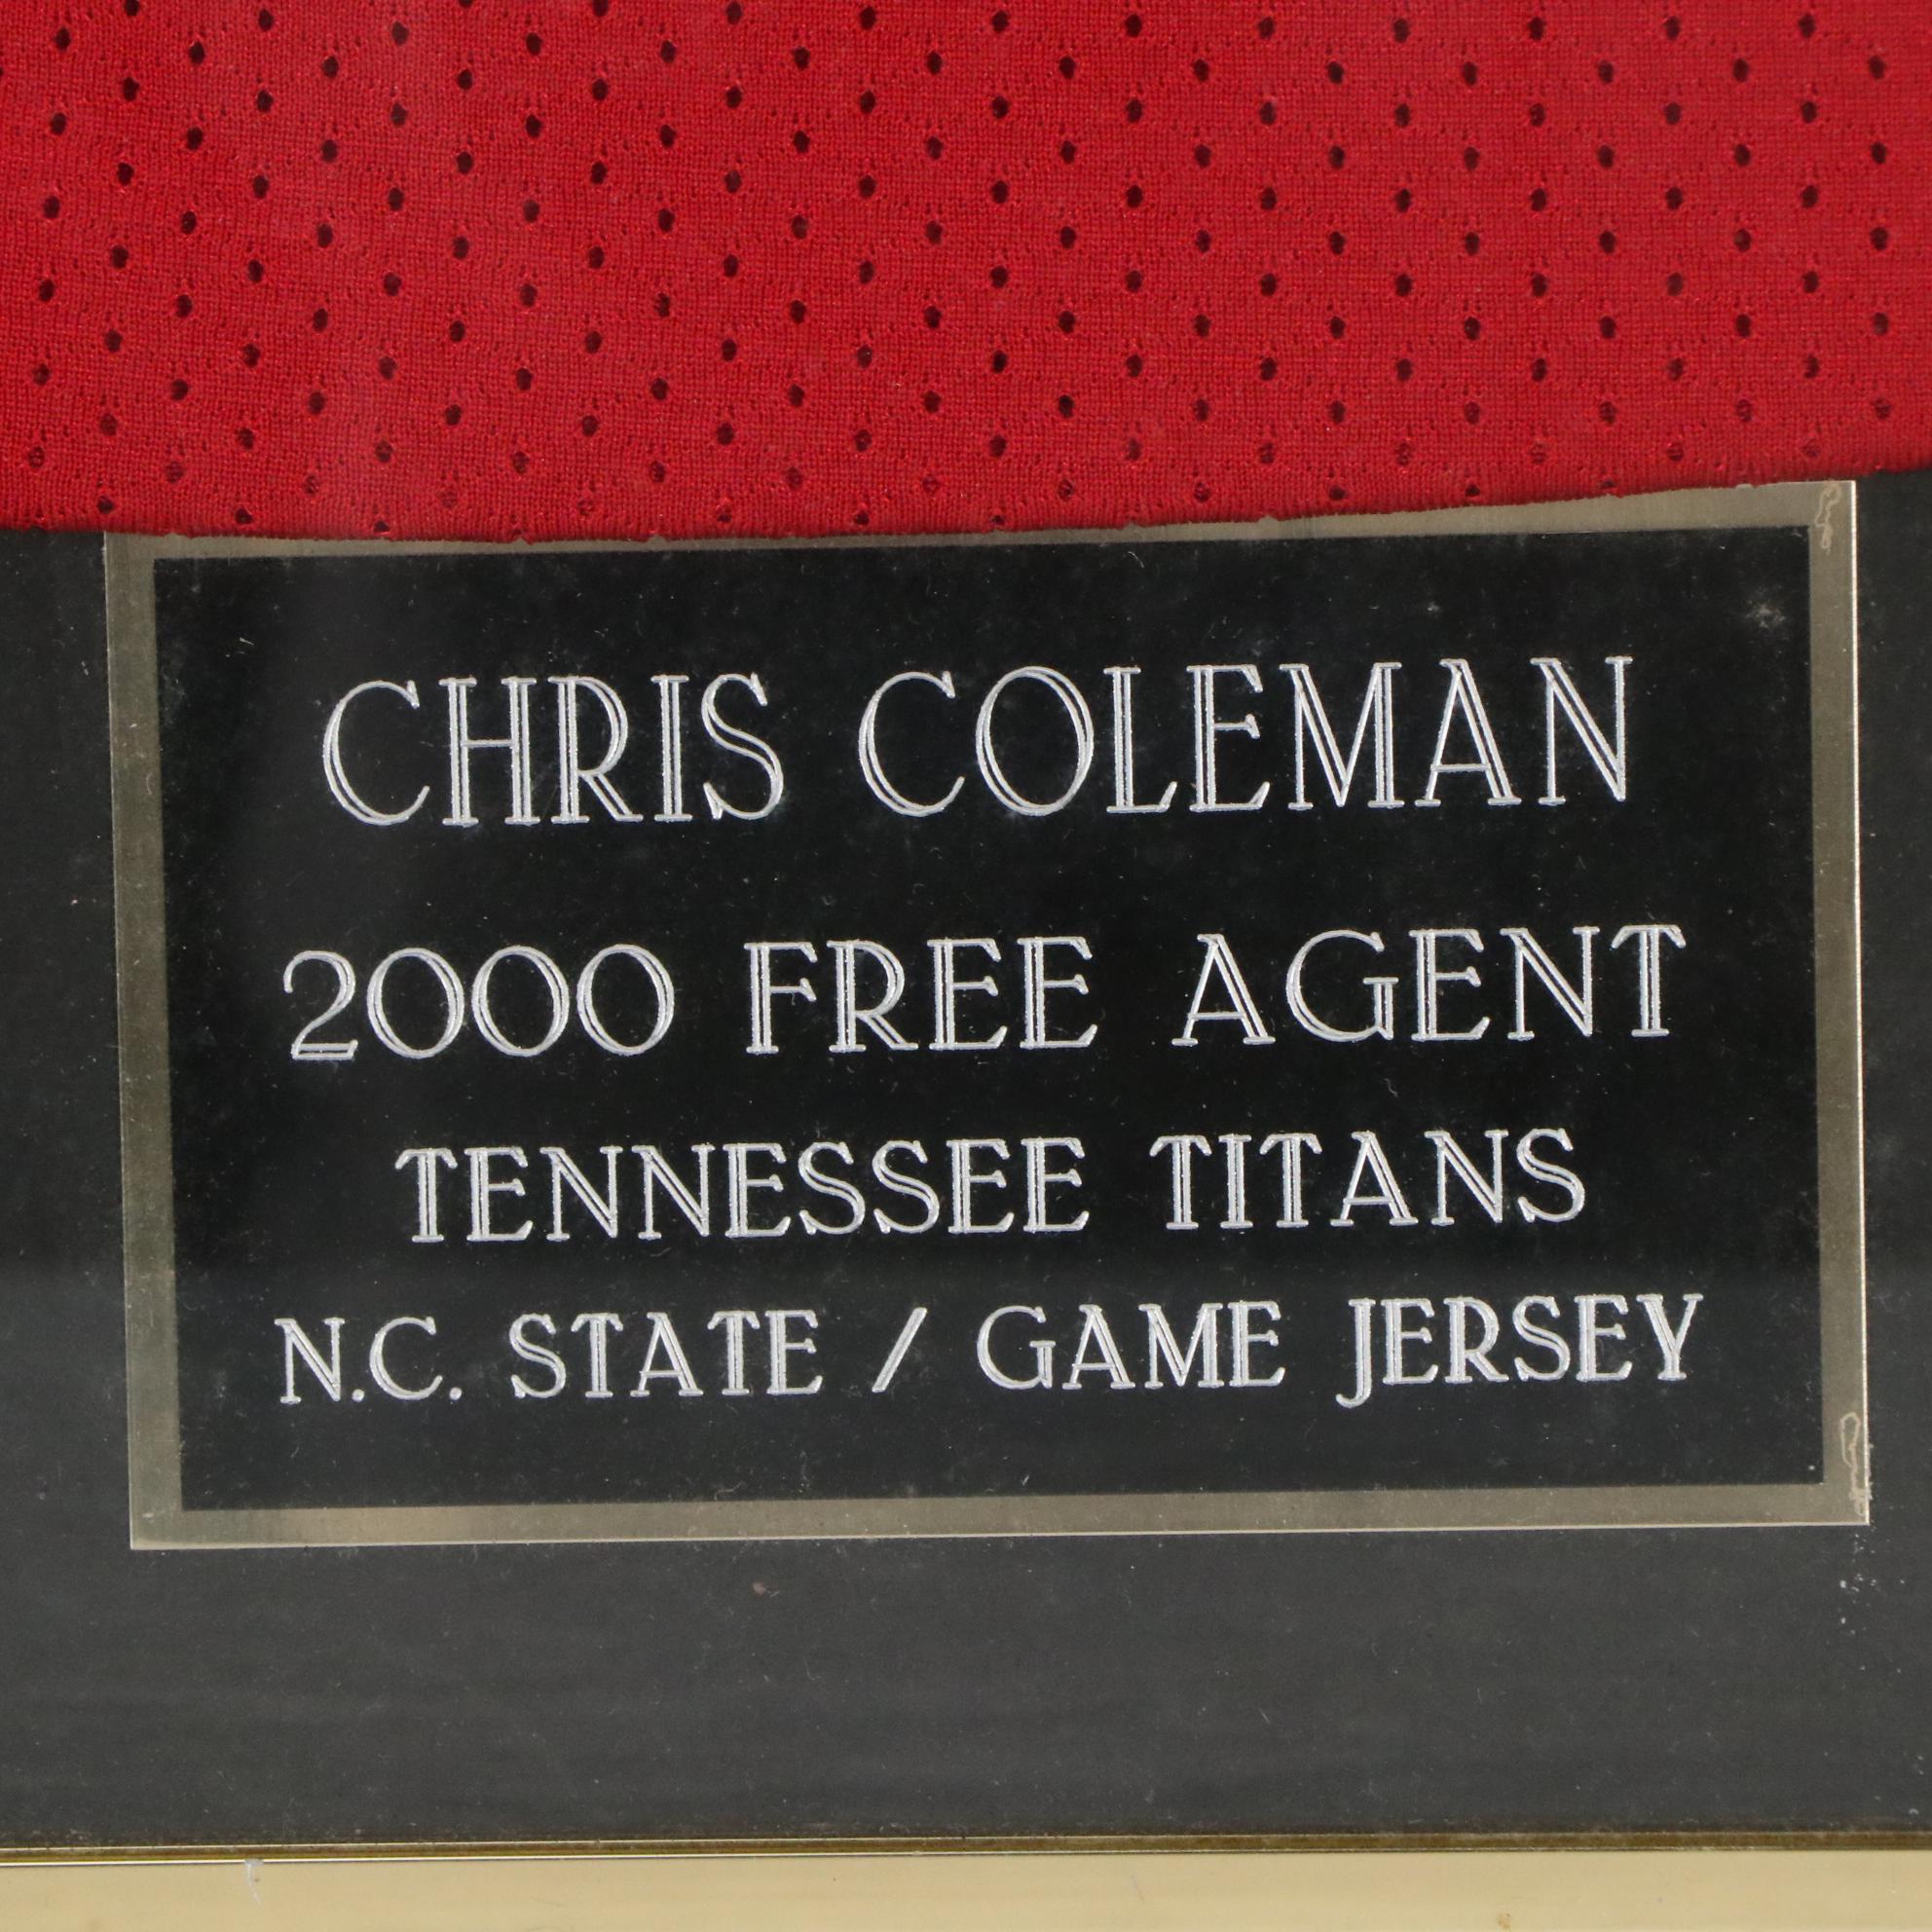 CHRIS COLEMAN
2000 FREE AGENT
TENNESSEE TITANS
N.C. STATE / GAME JERSEY